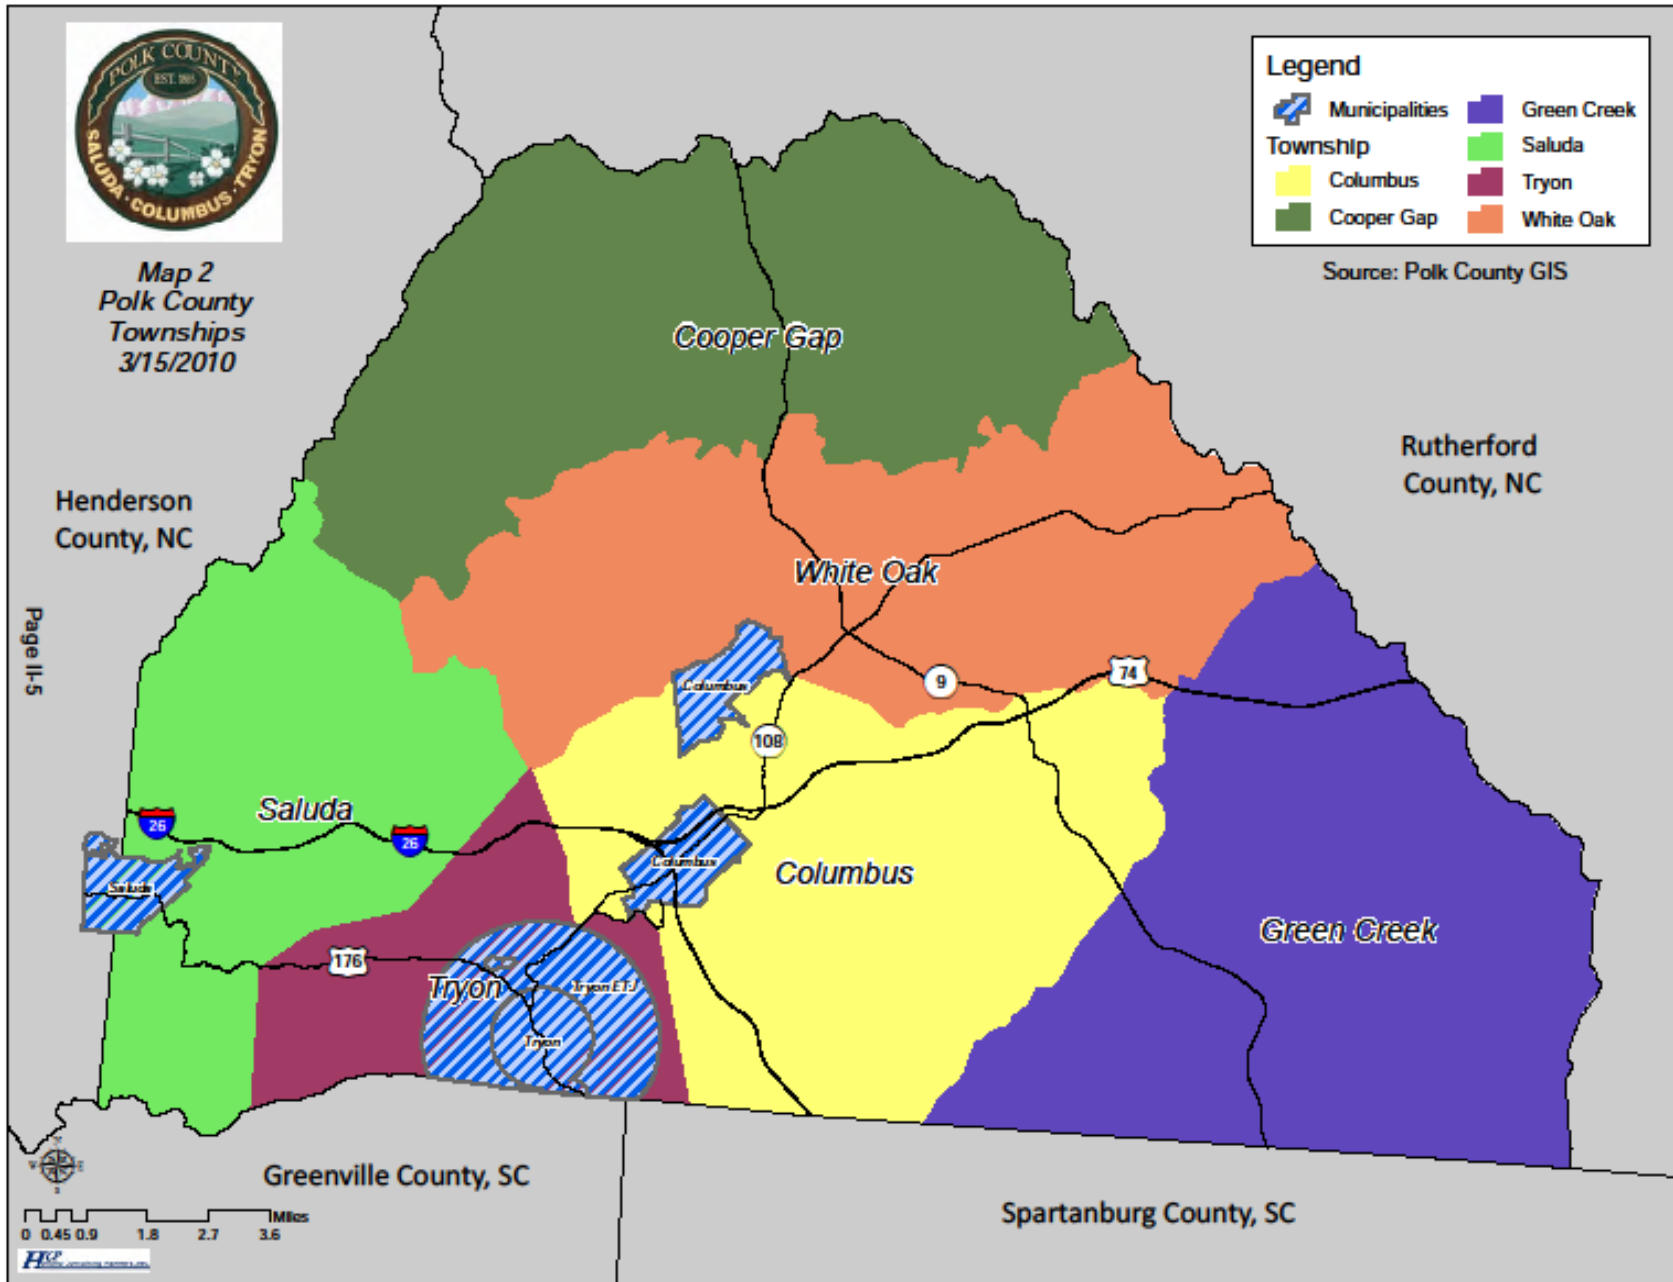 POLK COUNTY
EST. 1855
SALUDA · COLUMBUS · TRYON
Map 2
Polk County
Townships
3/15/2010
Legend
Municipalities
Township
Columbus
Cooper Gap
Green Creek
Saluda
Tryon
White Oak
Source: Polk County GIS
Cooper Gap
Rutherford
County, NC
Henderson
County, NC
White Oak
Page II-5
Columbus
9
74
108
Saluda
26
26
Columbus
Columbus
Saluda
Green Creek
176
Tryon
Tryon ETJ
Tryon
N
W
E
S
Greenville County, SC
Spartanburg County, SC
Miles
0 0.45 0.9 1.8 2.7 3.6